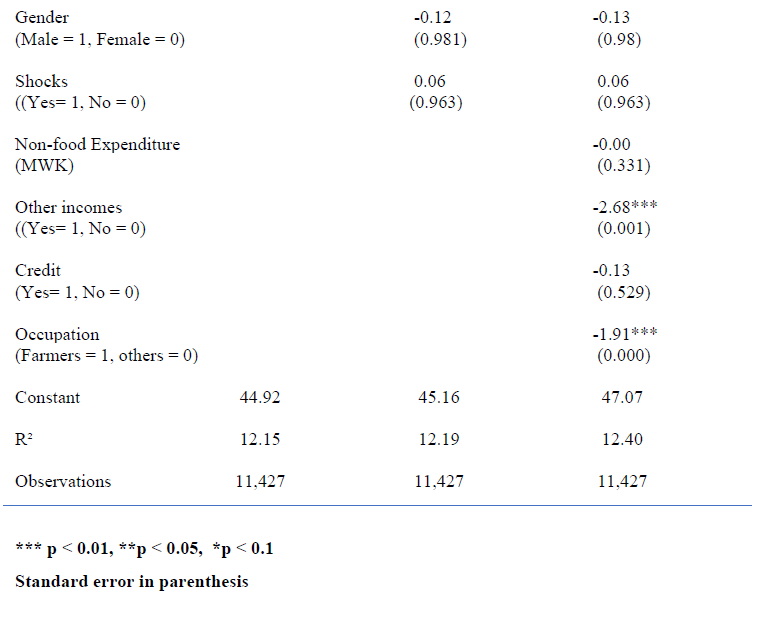 Gender -0.12 -0.13
(Male = 1, Female = 0) (0.981) (0.98)
Shocks 0.06 0.06
((Yes= 1, No = 0) (0.963) (0.963)
Non-food Expenditure -0.00
(MWK) (0.331)
Other incomes -2.68***
((Yes= 1, No = 0) (0.001)
Credit -0.13
(Yes= 1, No = 0) (0.529)
Occupation -1.91***
(Farmers = 1, others = 0) (0.000)
Constant 44.92 45.16 47.07
R² 12.15 12.19 12.40
Observations 11,427 11,427 11,427
*** p < 0.01, **p < 0.05, *p < 0.1
Standard error in parenthesis